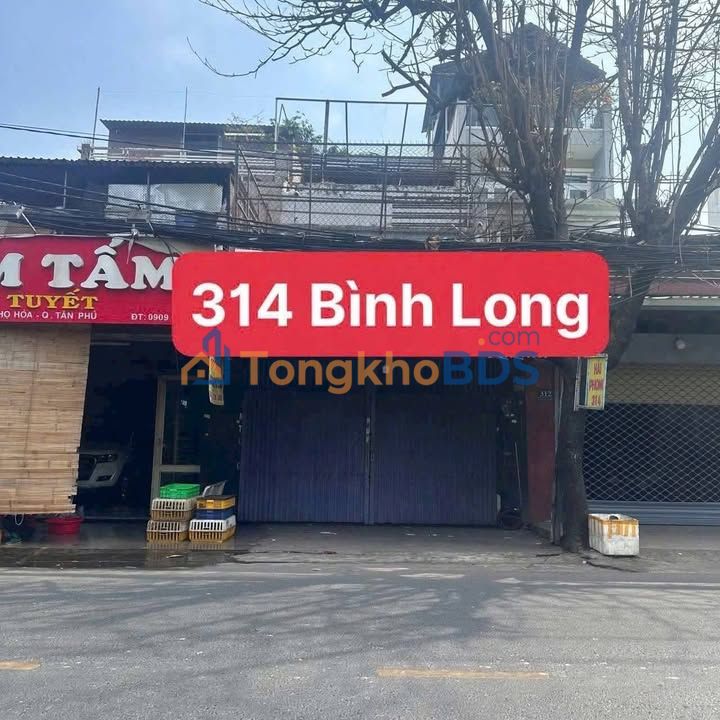 M TẤM
TUYẾT
HỌ HÒA - Q. TÂN PHÚ ĐT: 0909
314 Bình Long
.com
TongkhoBDS
312
HẢI
PHONG
314